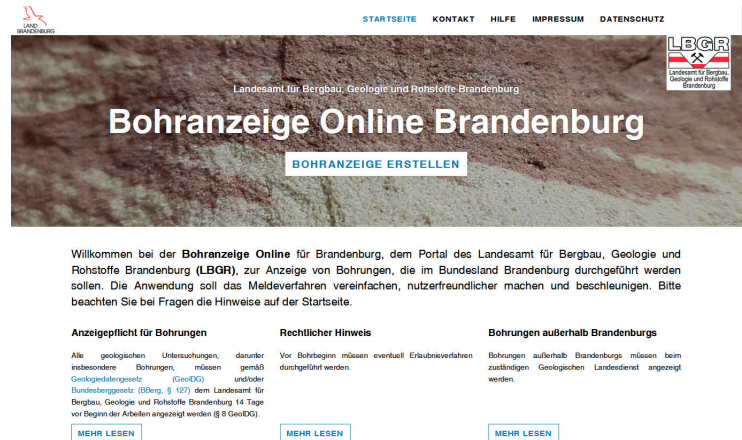 LAND
BRANDENBURG
STARTSEITE KONTAKT HILFE IMPRESSUM DATENSCHUTZ
LBGR
Landesamt für Bergbau,
Geologie und Rohstoffe
Brandenburg
Landesamt für Bergbau, Geologie und Rohstoffe Brandenburg
Bohranzeige Online Brandenburg
BOHRANZEIGE ERSTELLEN
Willkommen bei der Bohranzeige Online für Brandenburg, dem Portal des Landesamt für Bergbau, Geologie und
Rohstoffe Brandenburg (LBGR), zur Anzeige von Bohrungen, die im Bundesland Brandenburg durchgeführt werden
sollen. Die Anwendung soll das Meldeverfahren vereinfachen, nutzerfreundlicher machen und beschleunigen. Bitte
beachten Sie bei Fragen die Hinweise auf der Startseite.
Anzeigepflicht für Bohrungen
Alle geologischen Untersuchungen, darunter
insbesondere Bohrungen, müssen gemäß
Geologiedatengesetz (GeolDG) und/oder
Bundesberggesetz (BBerg, § 127) dem Landesamt für
Bergbau, Geologie und Rohstoffe Brandenburg 14 Tage
vor Beginn der Arbeiten angezeigt werden (§ 8 GeolDG).
MEHR LESEN
Rechtlicher Hinweis
Vor Bohrbeginn müssen eventuell Erlaubnisverfahren
durchgeführt werden.
MEHR LESEN
Bohrungen außerhalb Brandenburgs
Bohrungen außerhalb Brandenburgs müssen beim
zuständigen Geologischen Landesdienst angezeigt
werden.
MEHR LESEN